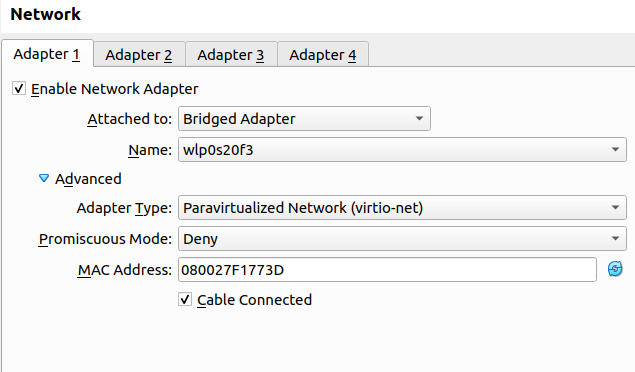 Network
Adapter 1 Adapter 2 Adapter 3 Adapter 4
Enable Network Adapter
Attached to: Bridged Adapter
Name: wlp0s20f3
Advanced
Adapter Type: Paravirtualized Network (virtio-net)
Promiscuous Mode: Deny
MAC Address: 080027F1773D
Cable Connected